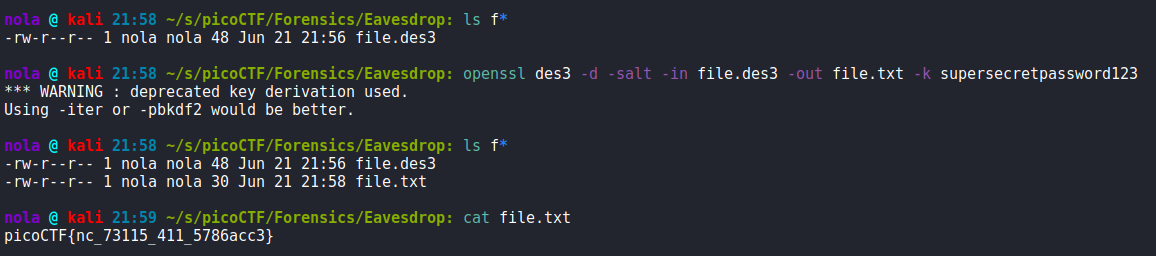 nola @ kali 21:58 ~/s/picoCTF/Forensics/Eavesdrop: ls f*
-rw-r--r-- 1 nola nola 48 Jun 21 21:56 file.des3
nola @ kali 21:58 ~/s/picoCTF/Forensics/Eavesdrop: openssl des3 -d -salt -in file.des3 -out file.txt -k supersecretpassword123
*** WARNING : deprecated key derivation used.
Using -iter or -pbkdf2 would be better.
nola @ kali 21:58 ~/s/picoCTF/Forensics/Eavesdrop: ls f*
-rw-r--r-- 1 nola nola 48 Jun 21 21:56 file.des3
-rw-r--r-- 1 nola nola 30 Jun 21 21:58 file.txt
nola @ kali 21:59 ~/s/picoCTF/Forensics/Eavesdrop: cat file.txt
picoCTF{nc_73115_411_5786acc3}